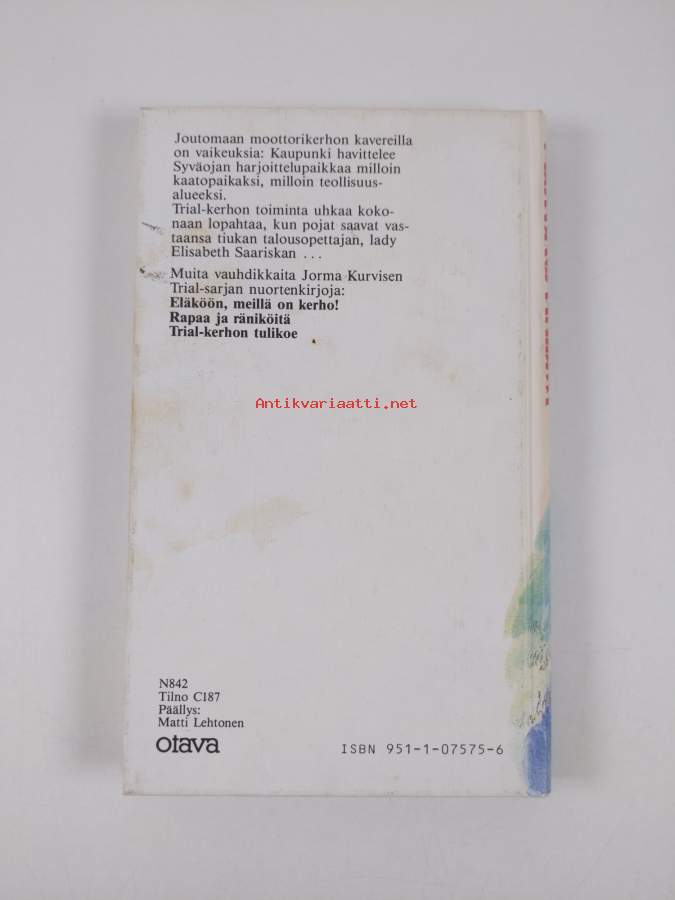 Joutomaan moottorikerhon kavereilla
on vaikeuksia: Kaupunki havittelee
Syväojan harjoittelupaikkaa milloin
kaatopaikaksi, milloin teollisuus-
alueeksi.
Trial-kerhon toiminta uhkaa koko-
naan lopahtaa, kun pojat saavat vas-
taansa tiukan talousopettajan, lady
Elisabeth Saariskan ...
Muita vauhdikkaita Jorma Kurvisen
Trial-sarjan nuortenkirjoja:
Eläköön, meillä on kerho!
Rapaa ja räniköitä
Trial-kerhon tulikoe
Antikvariaatti.net
N842
Tilno C187
Päällys:
Matti Lehtonen
otava
ISBN 951-1-07575-6